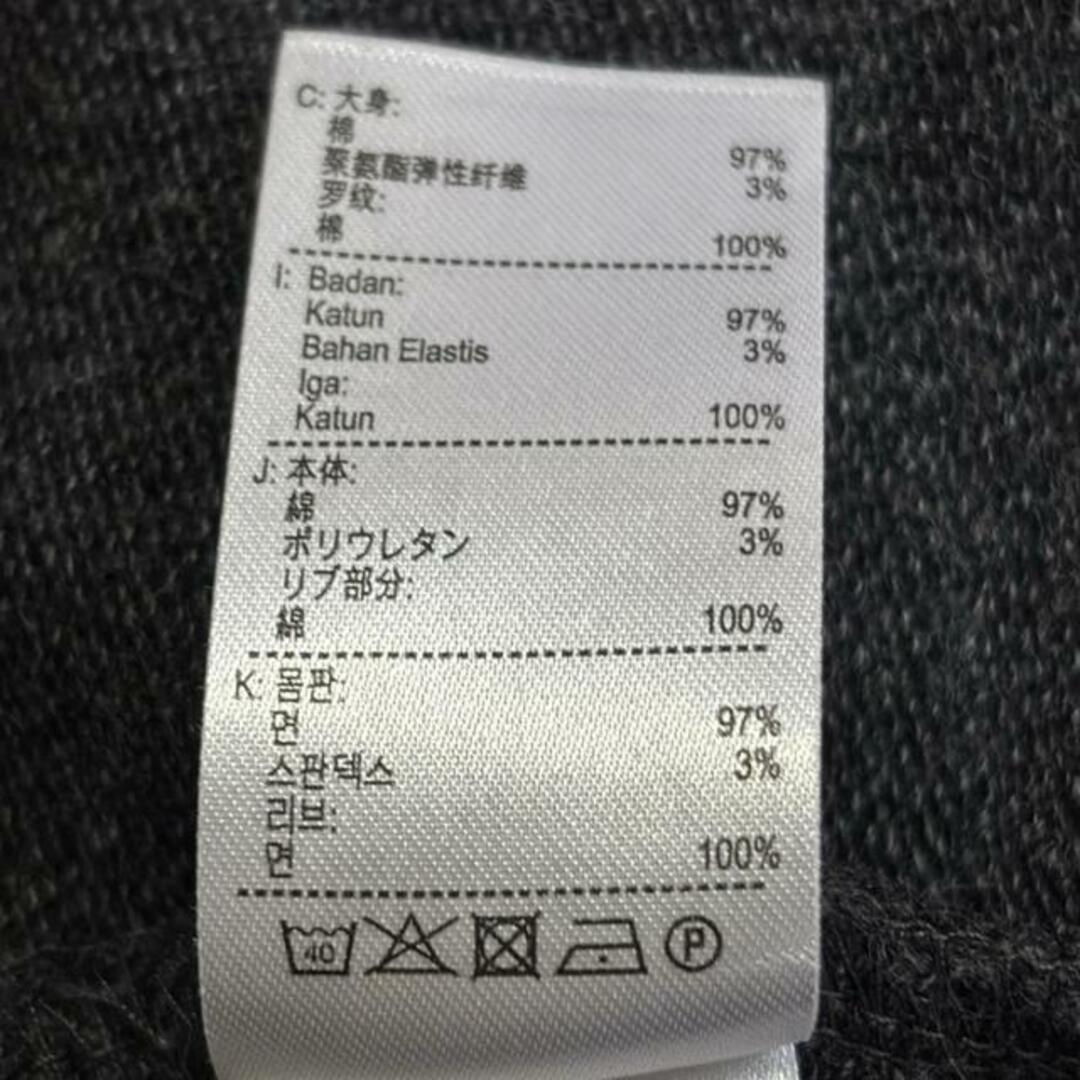 C: 大身:
棉 97%
聚氨酯弹性纤维 3%
罗纹:
棉 100%
I: Badan:
Katun 97%
Bahan Elastis 3%
Iga:
Katun 100%
J: 本体:
綿 97%
ポリウレタン 3%
リブ部分:
綿 100%
K: 몸판:
면 97%
스판덱스 3%
리브:
면 100%
40 P